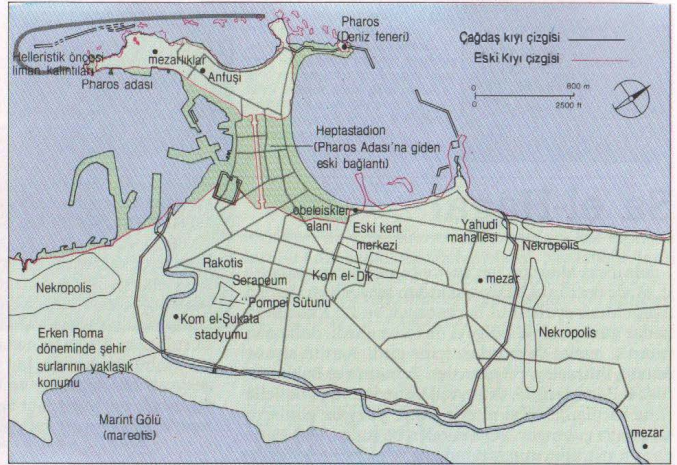 Pharos
(Deniz feneri)
Çağdaş kıyı çizgisi
Eski Kıyı çizgisi
Helleristik öncesi
liman kalıntıları
mezarlıklar
Anfuşi
Pharos adası
0 800 m
0 2500 ft
Heptastadion
(Pharos Adası'na giden
eski bağlantı)
obeleiskler
alanı
Eski kent
merkezi
Yahudi
mahallesi
Nekropolis
Rakotis
Serapeum
Kom el-Dik
mezar
Nekropolis
"Pompei Sütunu"
Kom el-Şukafa
stadyumu
Nekropolis
Erken Roma
döneminde şehir
surlarının yaklaşık
konumu
Marint Gölü
(mareotis)
mezar